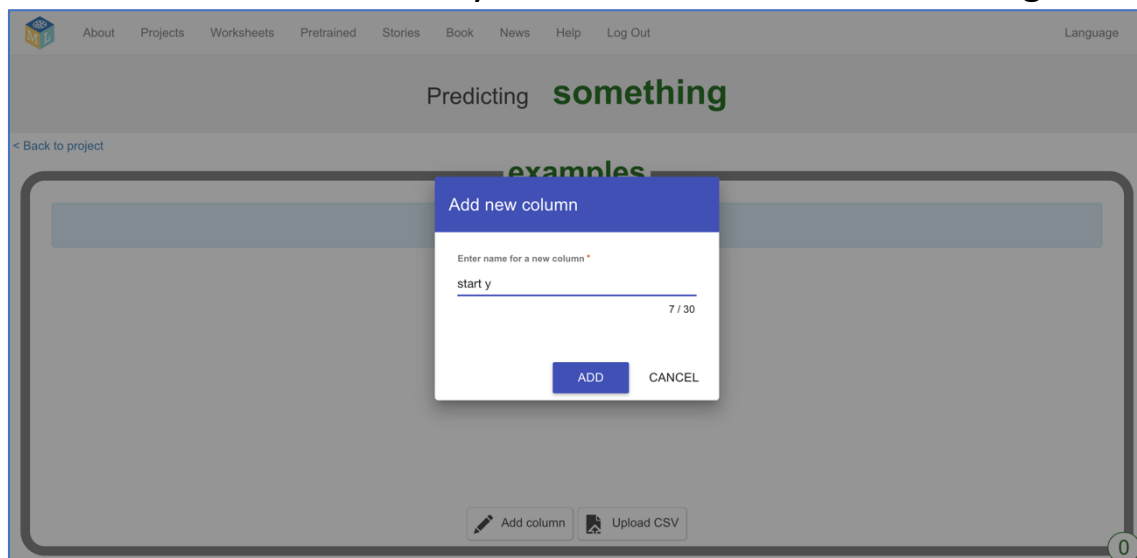 About Projects Worksheets Pretrained Stories Book News Help Log Out Language
Predicting something
< Back to project
examples
Add new column
Enter name for a new column *
start y
7 / 30
ADD CANCEL
Add column Upload CSV
0